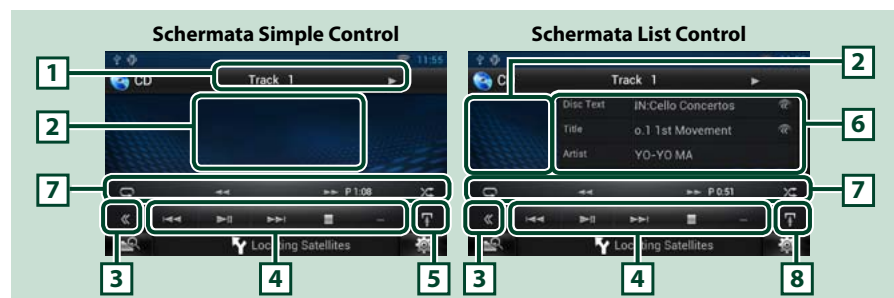 Schermata Simple Control
Schermata List Control
11:55
CD
Track 1
P 1:08
Locating Satellites
1
2
7
3
4
5
C
Track 1
Disc Text
IN:Cello Concertos
Title
o.1 1st Movement
Artist
YO-YO MA
P 0:51
Locating Satellites
2
6
7
3
4
8